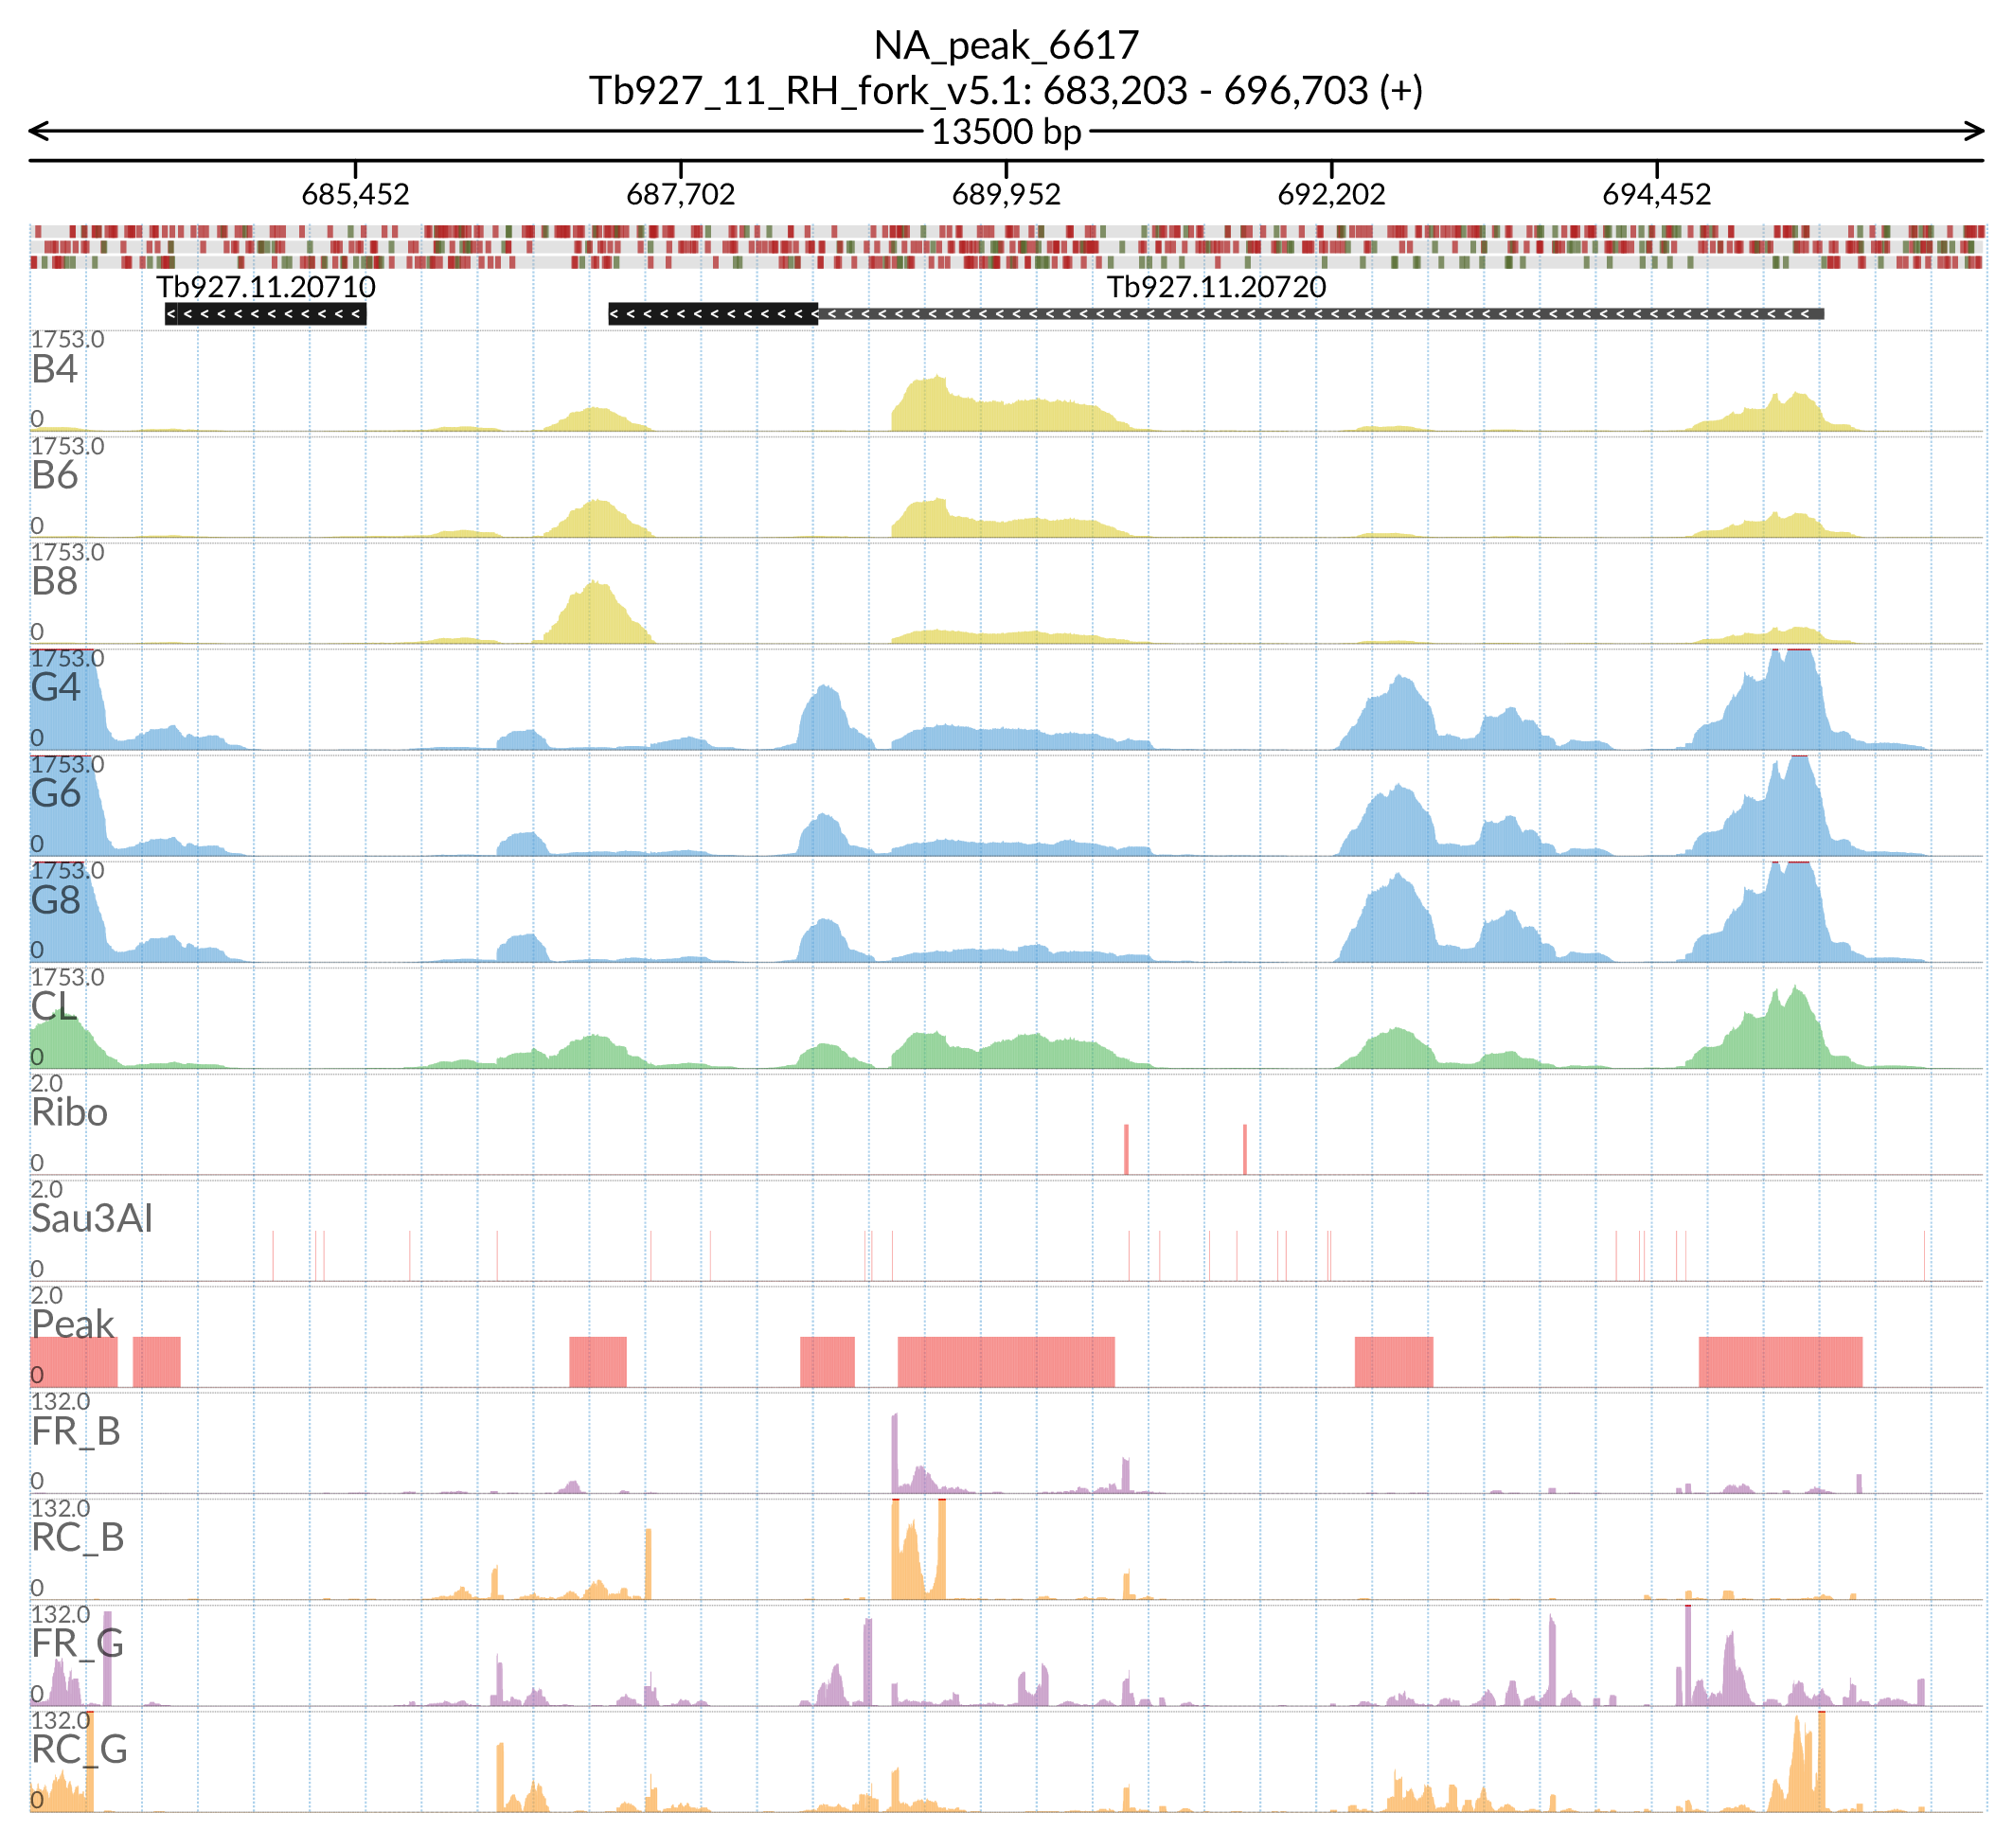 NA_peak_6617
Tb927_11_RH_fork_v5.1: 683,203 - 696,703 (+)
13500 bp
685,452 687,702 689,952 692,202 694,452
Tb927.11.20710 Tb927.11.20720
1753.0
B4
0
1753.0
B6
0
1753.0
B8
0
1753.0
G4
0
1753.0
G6
0
1753.0
G8
0
1753.0
CL
0
2.0
Ribo
0
2.0
Sau3AI
0
2.0
Peak
0
132.0
FR_B
0
132.0
RC_B
0
132.0
FR_G
0
132.0
RC_G
0